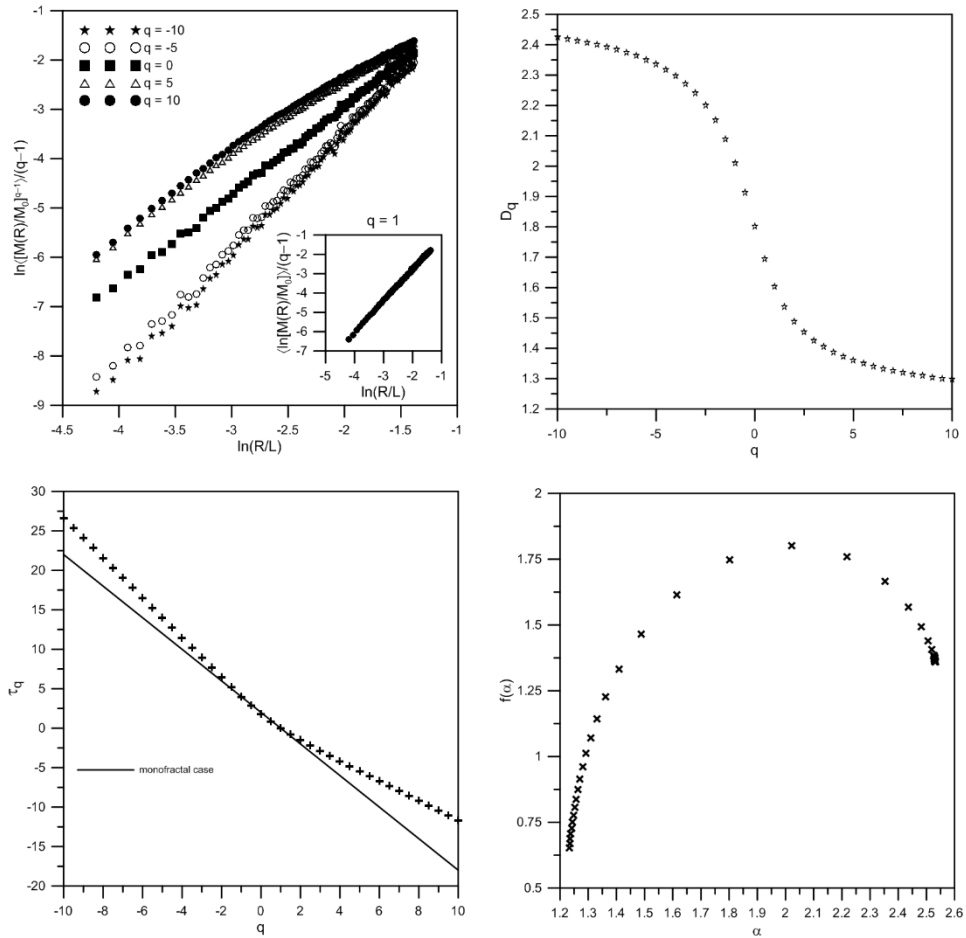 q = -10
q = -5
q = 0
q = 5
q = 10
ln⟨[M(R)/M₀]^q-1⟩/(q-1)
-1
-2
-3
-4
-5
-6
-7
-8
-9
q = 1
⟨ln[M(R)/M₀]⟩/(q-1)
-1
-2
-3
-4
-5
-6
-7
-5 -4 -3 -2 -1
ln(R/L)
-4.5 -4 -3.5 -3 -2.5 -2 -1.5 -1
ln(R/L)
D_q
2.5
2.4
2.3
2.2
2.1
2
1.9
1.8
1.7
1.6
1.5
1.4
1.3
1.2
-10 -5 0 5 10
q
τ_q
30
25
20
15
10
5
0
-5
-10
-15
-20
monofractal case
-10 -8 -6 -4 -2 0 2 4 6 8 10
q
f(α)
2
1.75
1.5
1.25
1
0.75
0.5
1.2 1.3 1.4 1.5 1.6 1.7 1.8 1.9 2 2.1 2.2 2.3 2.4 2.5 2.6
α